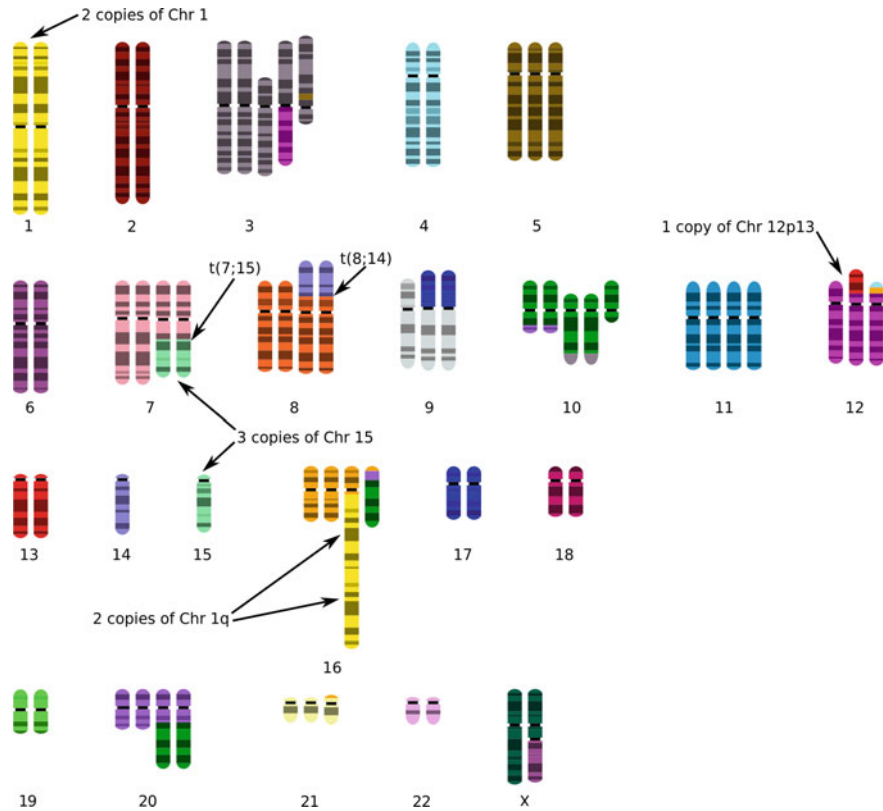 2 copies of Chr 1
1 2 3 4 5
1 copy of Chr 12p13
t(7;15)
t(8;14)
6 7 8 9 10 11 12
3 copies of Chr 15
13 14 15 17 18
2 copies of Chr 1q
16
19 20 21 22 X